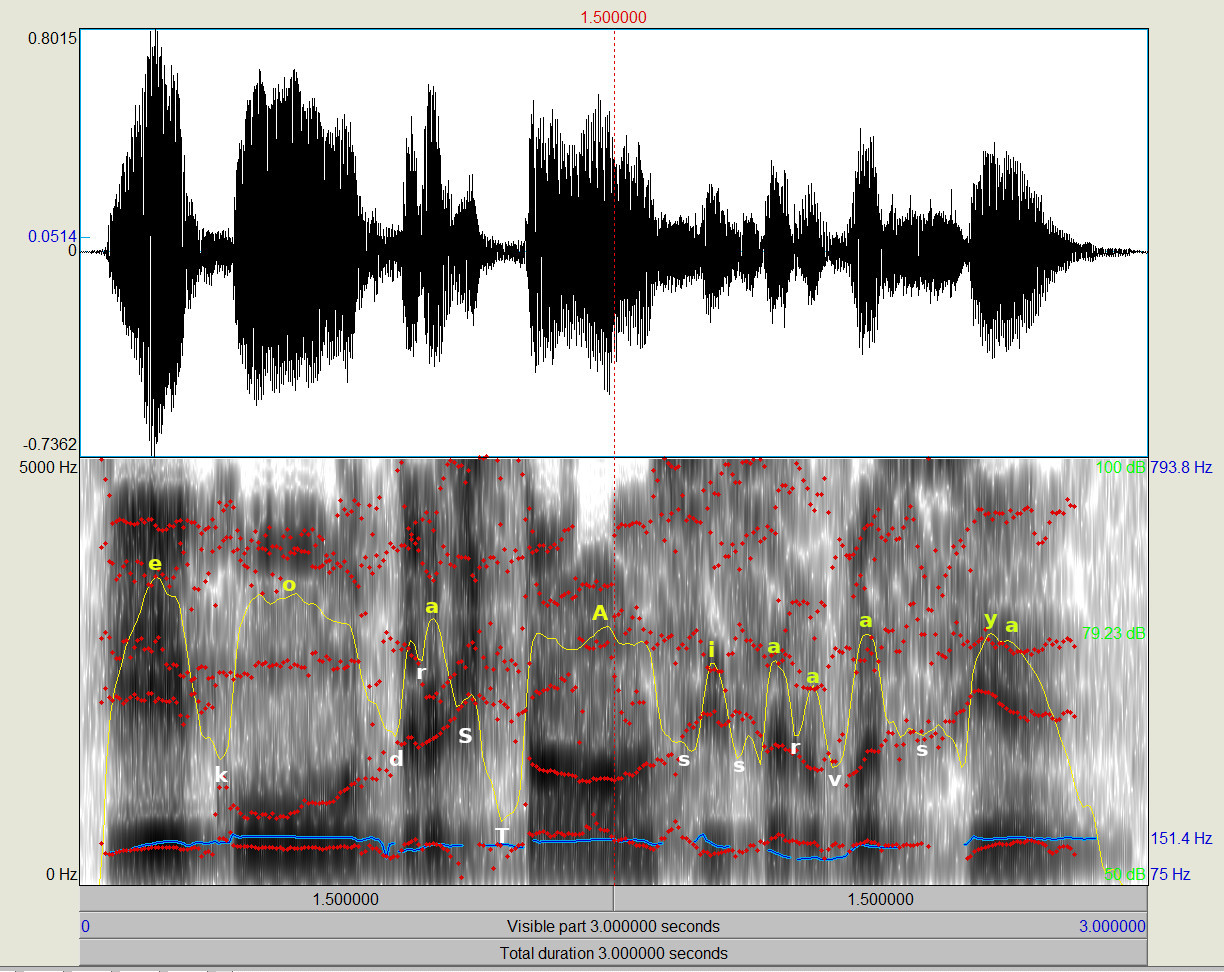 1.500000
0.8015
0.0514
0
-0.7362
5000 Hz
100 dB
793.8 Hz
e
o
a
A
a
y a
79.23 dB
i
a
r
a
S
r
s
d
s
s
k
v
T
151.4 Hz
0 Hz
50 dB
75 Hz
1.500000
1.500000
0
Visible part 3.000000 seconds
3.000000
Total duration 3.000000 seconds